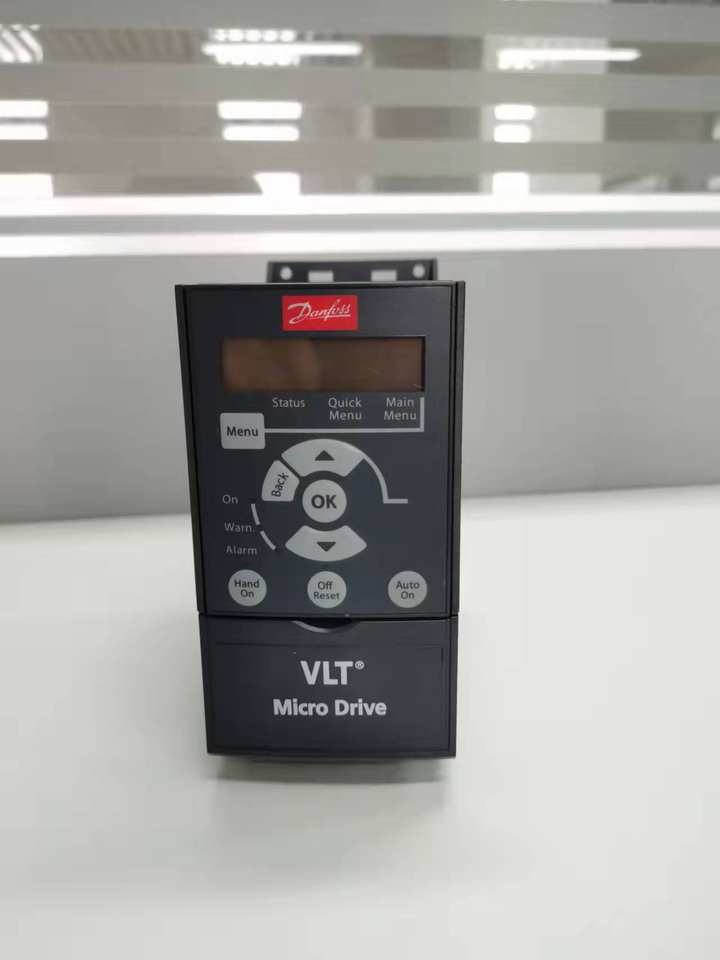 Danfoss
Status Quick Menu Main Menu
Menu
Back
OK
On
Warn.
Alarm
Hand On
Off Reset
Auto On
VLT®
Micro Drive